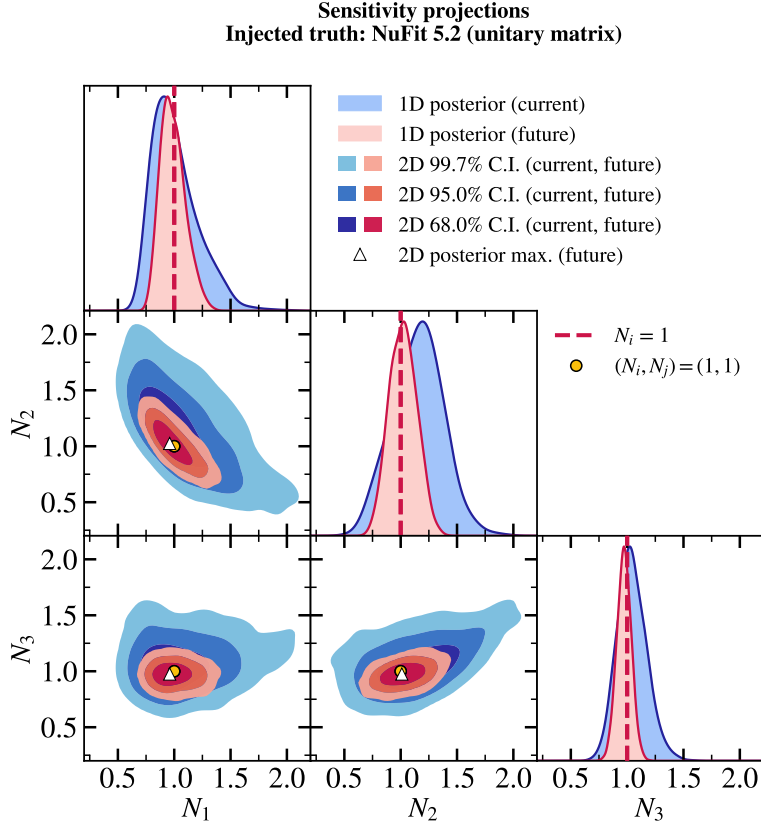 Sensitivity projections
Injected truth: NuFit 5.2 (unitary matrix)
1D posterior (current)
1D posterior (future)
2D 99.7% C.I. (current, future)
2D 95.0% C.I. (current, future)
2D 68.0% C.I. (current, future)
2D posterior max. (future)
N_i = 1
(N_i, N_j) = (1, 1)
2.0
1.5
1.0
0.5
N_2
2.0
1.5
1.0
0.5
N_3
0.5 1.0 1.5 2.0 0.5 1.0 1.5 2.0 0.5 1.0 1.5 2.0
N_1 N_2 N_3